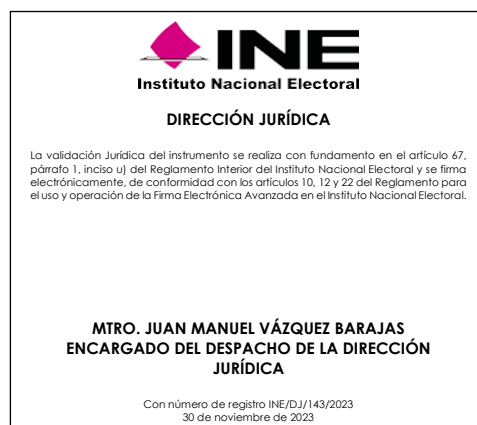 INE
Instituto Nacional Electoral
DIRECCIÓN JURÍDICA
La validación Jurídica del instrumento se realiza con fundamento en el artículo 67,
párrafo 1, inciso u) del Reglamento Interior del Instituto Nacional Electoral y se firma
electrónicamente, de conformidad con los artículos 10, 12 y 22 del Reglamento para
el uso y operación de la Firma Electrónica Avanzada en el Instituto Nacional Electoral.
MTRO. JUAN MANUEL VÁZQUEZ BARAJAS
ENCARGADO DEL DESPACHO DE LA DIRECCIÓN
JURÍDICA
Con número de registro INE/DJ/143/2023
30 de noviembre de 2023